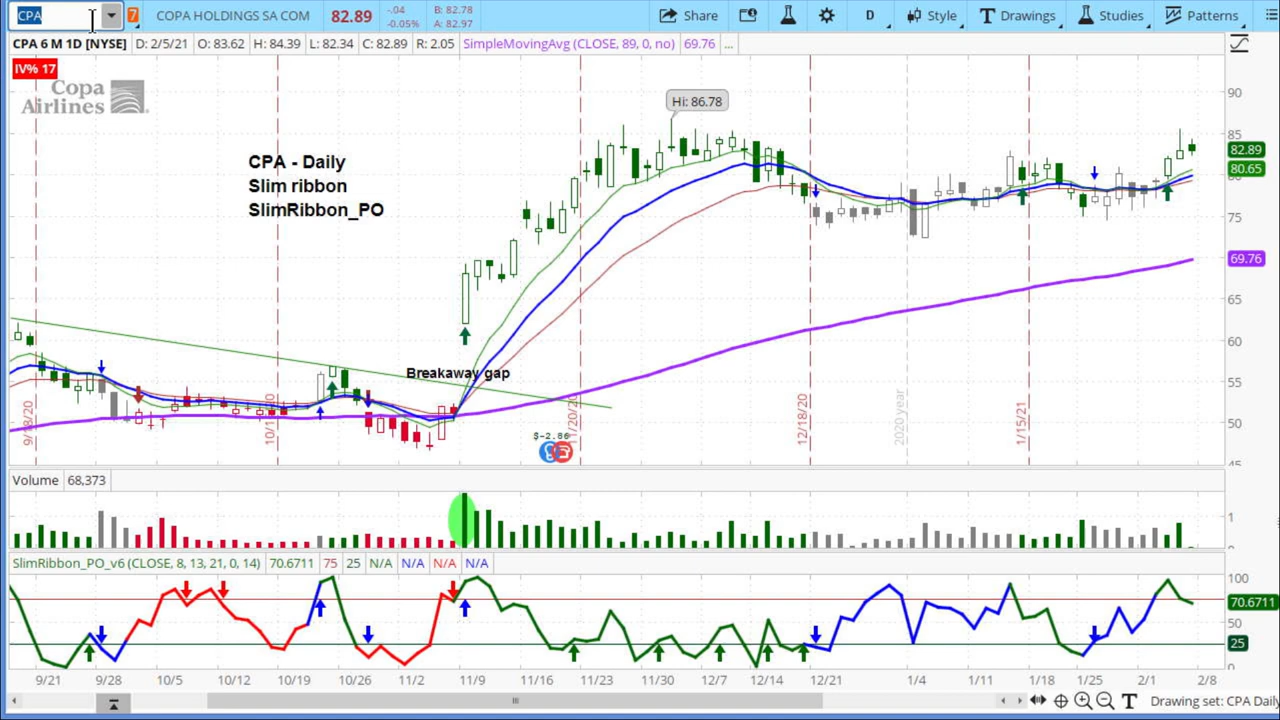 CPA 7 COPA HOLDINGS SA COM 82.89 -.04 -0.05% B: 82.78 A: 82.97 Share D Style Drawings Studies Patterns
CPA 6 M 1D [NYSE] D: 2/5/21 O: 83.62 H: 84.39 L: 82.34 C: 82.89 R: 2.05 SimpleMovingAvg (CLOSE, 89, 0, no) 69.76 ...
IV% 17
Copa
Airlines
Hi: 86.78
CPA - Daily
Slim ribbon
SlimRibbon_PO
90
85
82.89
80.65
80
75
69.76
65
60
55
50
45
Breakaway gap
$-2.86
9/18/20
11/20/20
12/18/20
2020 year
1/15/21
Volume 68,373
1
0
SlimRibbon_PO_v6 (CLOSE, 8, 13, 21, 0, 14) 70.6711 75 25 N/A N/A N/A N/A
100
70.6711
50
25
0
9/21 9/28 10/5 10/12 10/19 10/26 11/2 11/9 11/16 11/23 11/30 12/7 12/14 12/21 1/4 1/11 1/18 1/25 2/1 2/8
Drawing set: CPA Daily